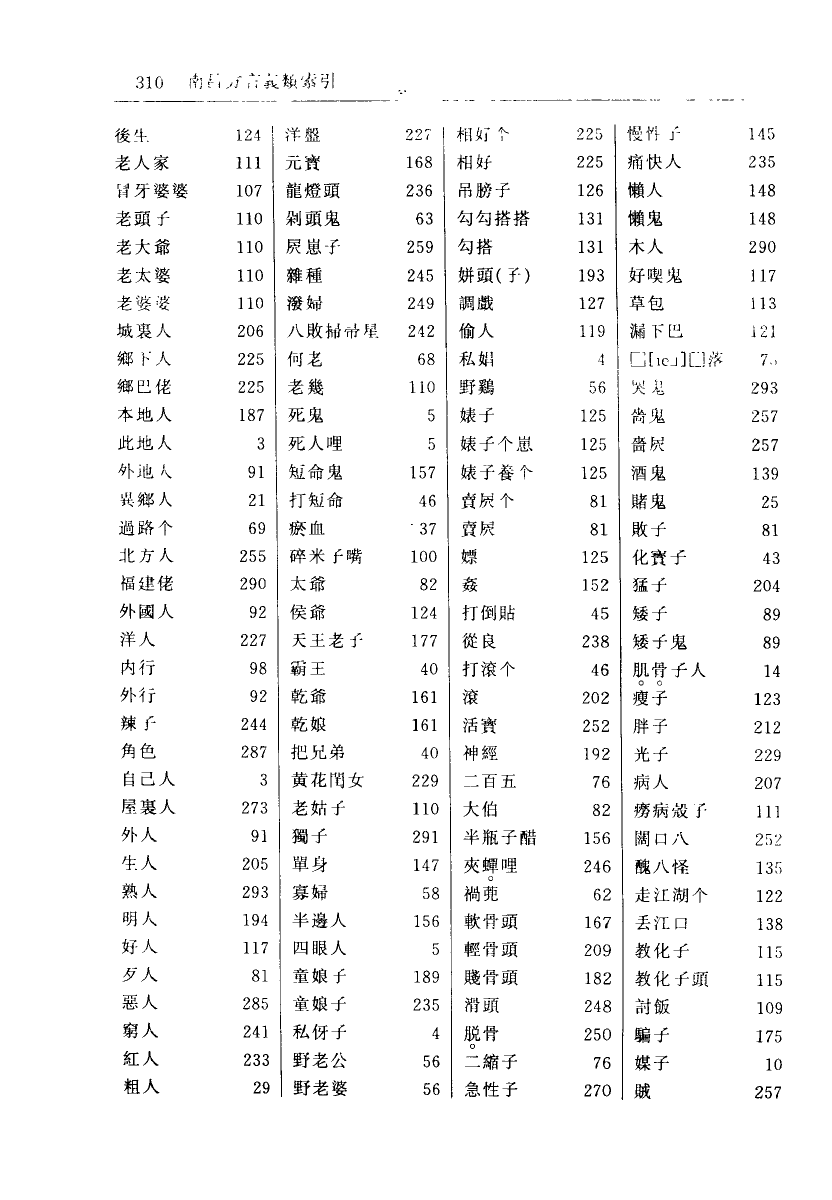 310 南昌方言義類索引
後生 124
老人家 111
冒牙婆婆 107
老頭子 110
老大爺 110
老太婆 110
老婆婆 110
城裏人 206
鄉下人 225
鄉巴佬 225
本地人 187
此地人 3
外地人 91
異鄉人 21
過路个 69
北方人 255
福建佬 290
外國人 92
洋人 227
内行 98
外行 92
辣子 244
角色 287
自己人 3
屋裏人 273
外人 91
生人 205
熟人 293
明人 194
好人 117
歹人 81
惡人 285
窮人 241
紅人 233
粗人 29
洋盤 227
元寶 168
龍燈頭 236
剁頭鬼 63
屄崽子 259
雜種 245
潑婦 249
八敗掃帚星 242
何老 68
老幾 110
死鬼 5
死人哩 5
短命鬼 157
打短命 46
瘀血 37
碎米子嘴 100
太爺 82
侯爺 124
天王老子 177
霸王 40
乾爺 161
乾娘 161
把兄弟 40
黄花閨女 229
老姑子 110
獨子 291
單身 147
寡婦 58
半邊人 156
四眼人 5
童娘子 189
童娘子 235
私伢子 4
野老公 56
野老婆 56
相好个 225
相好 225
吊膀子 126
勾勾搭搭 131
勾搭 131
姘頭(子) 193
調戲 127
偷人 119
私娼 4
野鷄 56
婊子 125
婊子个崽 125
婊子養个 125
賣屄个 81
賣屄 81
嫖 125
姦 152
打倒貼 45
從良 238
打滾个 46
滾 202
活寶 252
神經 192
二百五 76
大伯 82
半瓶子醋 156
夾蟬哩 246
禍蔸 62
軟骨頭 167
輕骨頭 209
賤骨頭 182
滑頭 248
脱骨 250
二縮子 76
急性子 270
慢性子 145
痛快人 235
懶人 148
懶鬼 148
木人 290
好喫鬼 117
草包 113
漏下巴 121
落
293
嗇鬼 257
嗇屄 257
酒鬼 139
賭鬼 25
敗子 81
化寶子 43
猛子 204
矮子 89
矮子鬼 89
肌骨子人 14
瘦子 123
胖子 212
光子 229
病人 207
癆病殼子 111
闊口八 252
醜八怪 135
走江湖个 122
丢江口 138
教化子 115
教化子頭 115
討飯 109
騙子 175
媒子 10
賊 257